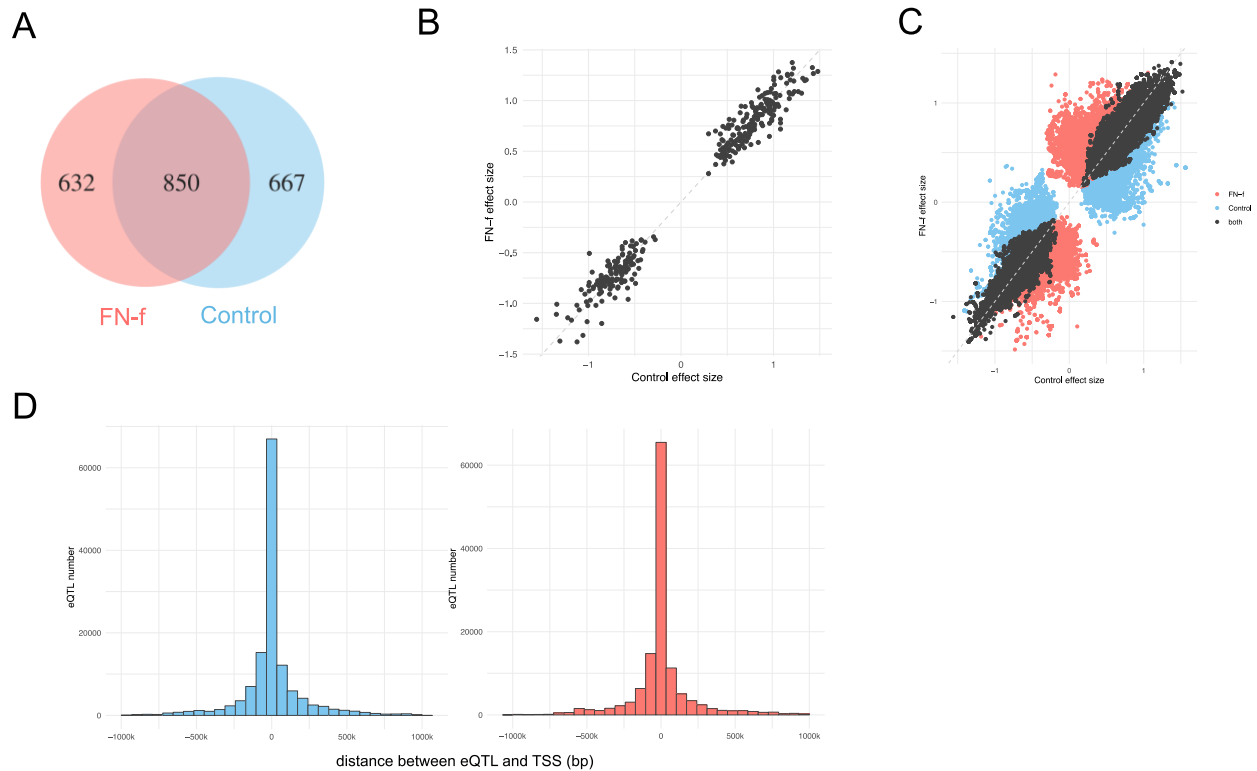 A
632
850
667
FN-f
Control
B
1.5
1.0
0.5
0.0
−0.5
−1.0
−1.5
FN−f effect size
−1
0
1
Control effect size
C
1
0
−1
FN−f effect size
−1
0
1
Control effect size
FN−f
Control
both
D
60000
40000
20000
0
eQTL number
−1000k
−500k
0
500k
1000k
60000
40000
20000
0
eQTL number
−1000k
−500k
0
500k
1000k
distance between eQTL and TSS (bp)